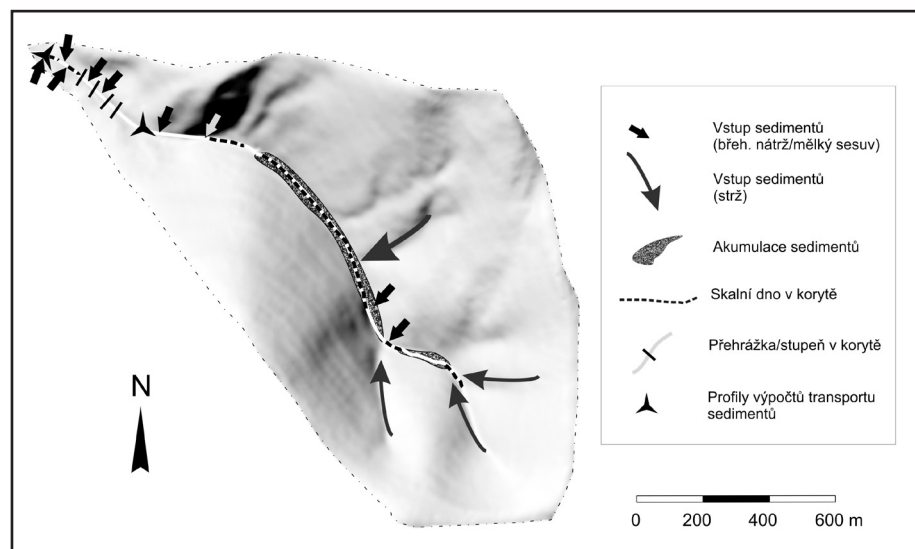 Vstup sedimentů
(břeh. nátrž/mělký sesuv)
Vstup sedimentů
(strž)
Akumulace sedimentů
Skalní dno v korytě
Přehrážka/stupeň v korytě
Profily výpočtů transportu
sedimentů
N
0 200 400 600 m